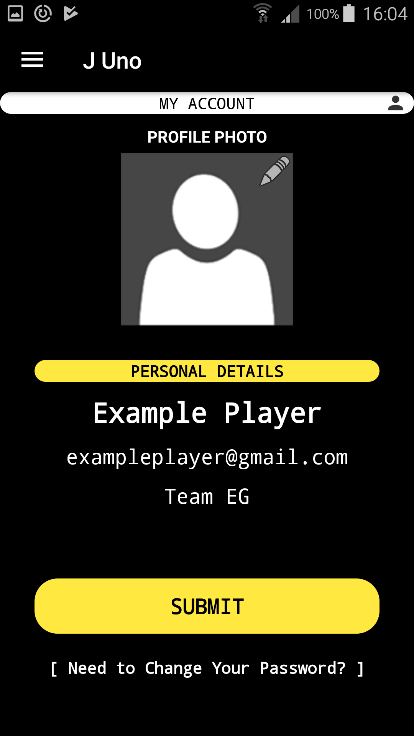 100% 16:04
J Uno
MY ACCOUNT
PROFILE PHOTO
PERSONAL DETAILS
Example Player
exampleplayer@gmail.com
Team EG
SUBMIT
[ Need to Change Your Password? ]